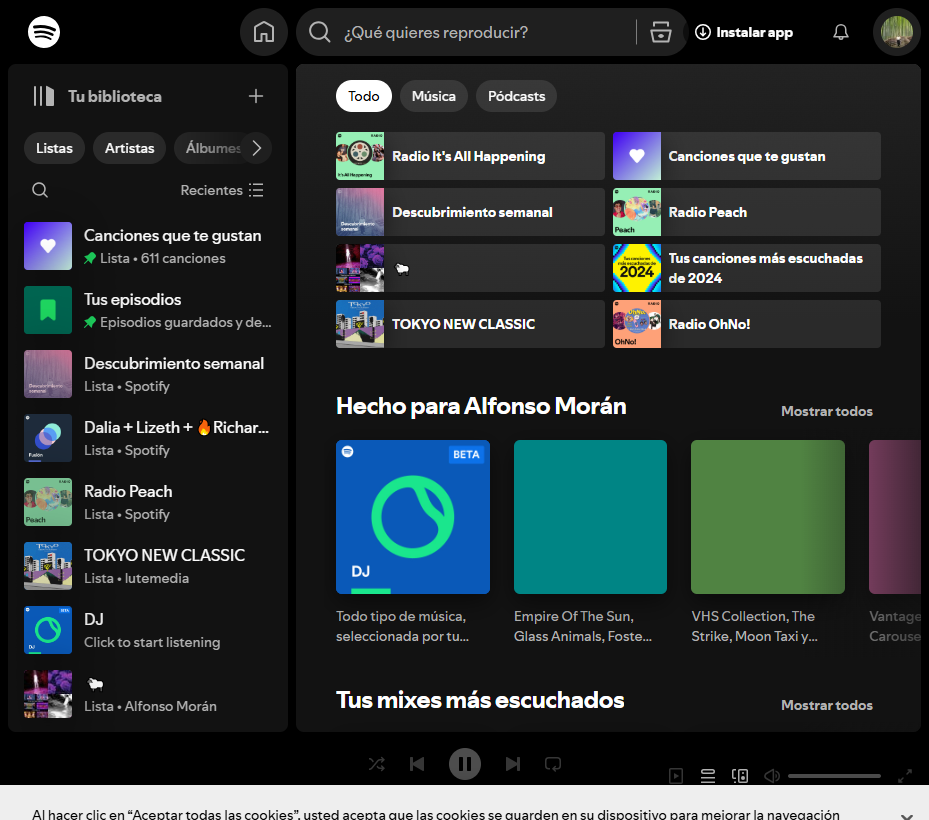 ¿Qué quieres reproducir?
Instalar app
Tu biblioteca
Listas
Artistas
Álbumes
Recientes
Canciones que te gustan
Lista • 611 canciones
Tus episodios
Episodios guardados y de...
Descubrimiento semanal
Lista • Spotify
Dalia + Lizeth + 🔥Richar...
Lista • Spotify
Radio Peach
Lista • Spotify
TOKYO NEW CLASSIC
Lista • lutemedia
DJ
Click to start listening
🐑
Lista • Alfonso Morán
Todo
Música
Pódcasts
Radio It's All Happening
Canciones que te gustan
Descubrimiento semanal
Radio Peach
🐑
Tus canciones más escuchadas
de 2024
TOKYO NEW CLASSIC
Radio OhNo!
Hecho para Alfonso Morán
Mostrar todos
BETA
DJ
Todo tipo de música,
seleccionada por tu...
Empire Of The Sun,
Glass Animals, Foste...
VHS Collection, The
Strike, Moon Taxi y...
Vantage
Carouse
Tus mixes más escuchados
Mostrar todos
Al hacer clic en “Aceptar todas las cookies”, usted acepta que las cookies se guarden en su dispositivo para mejorar la navegación